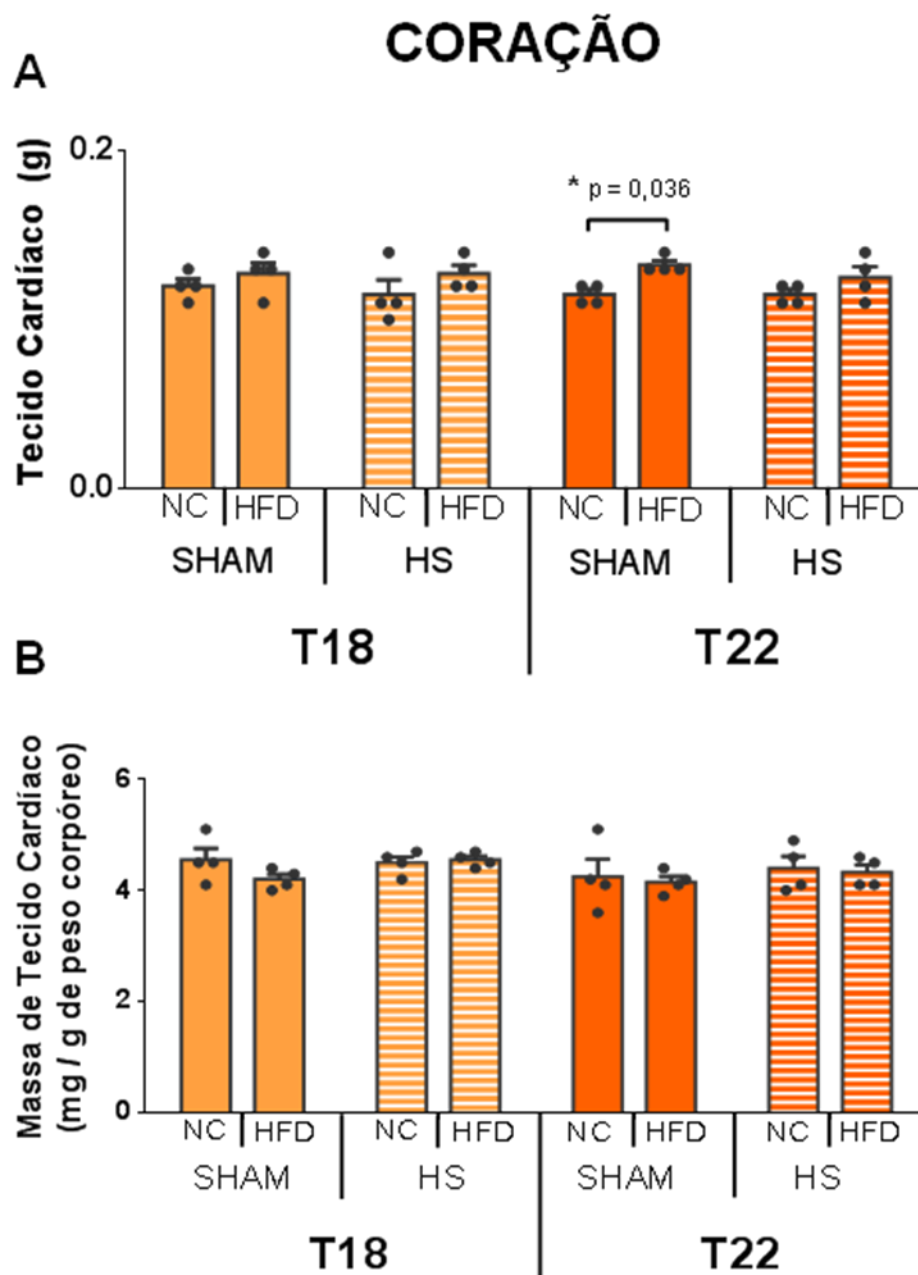 CORAÇÃO
A
Tecido Cardíaco (g)
0.2
0.0
* p = 0,036
NC HFD NC HFD NC HFD NC HFD
SHAM HS SHAM HS
T18 T22
B
Massa de Tecido Cardíaco
(mg / g de peso corpóreo)
6
4
2
0
NC HFD NC HFD NC HFD NC HFD
SHAM HS SHAM HS
T18 T22